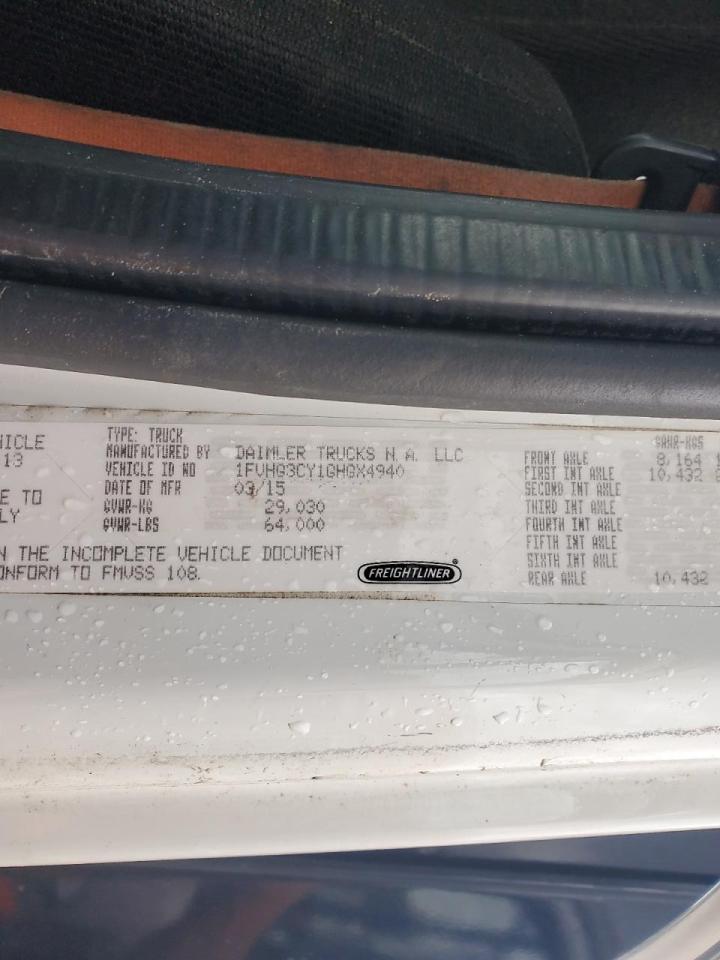 HICLE
13
E TO
LY
N THE INCOMPLETE VEHICLE DOCUMENT
ONFORM TO FMVSS 108.
TYPE: TRUCK
MANUFACTURED BY DAIMLER TRUCKS N. A. LLC
VEHICLE ID NO 1FVHG3CY1GHGX4940
DATE OF MFR 03/15
GVWR-KG 29,030
GVWR-LBS 64,000
FREIGHTLINER®
GAWR-KGS
FRONT AXLE 8,164 1
FIRST INT AXLE 10,432
SECOND INT AXLE
THIRD INT AXLE
FOURTH INT AXLE
FIFTH INT AXLE
SIXTH INT AXLE
REAR AXLE 10,432